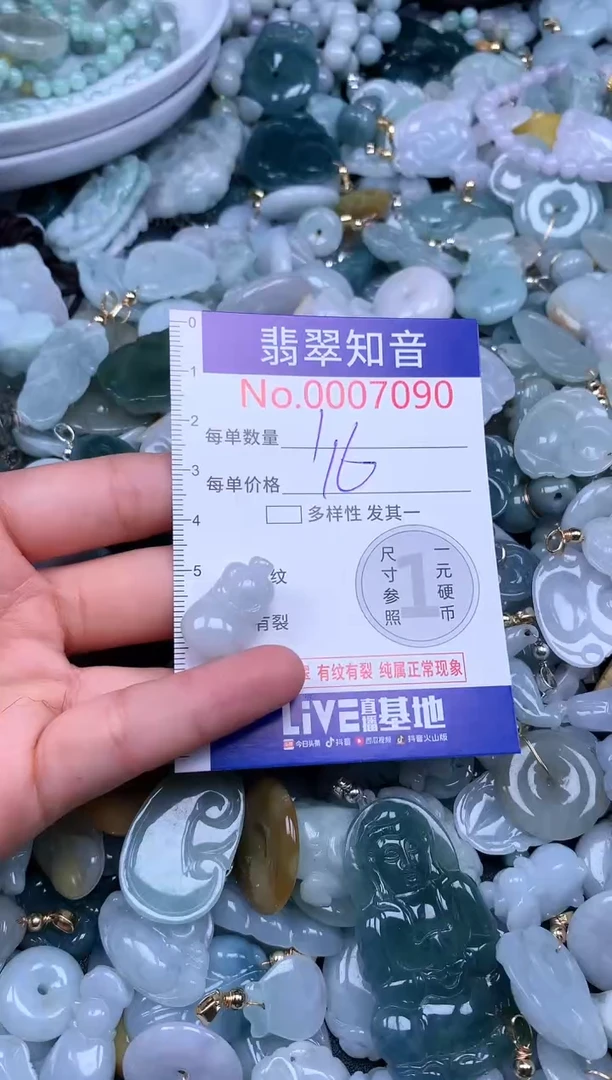 翡翠知音
No.0007090
每单数量 1
每单价格 16
多样性 发其一
纹
有裂
尺寸参照
1
一元硬币
有纹有裂 纯属正常现象
LiVE直播基地
今日头条 抖音 西瓜视频 抖音火山版
0
1
2
3
4
5